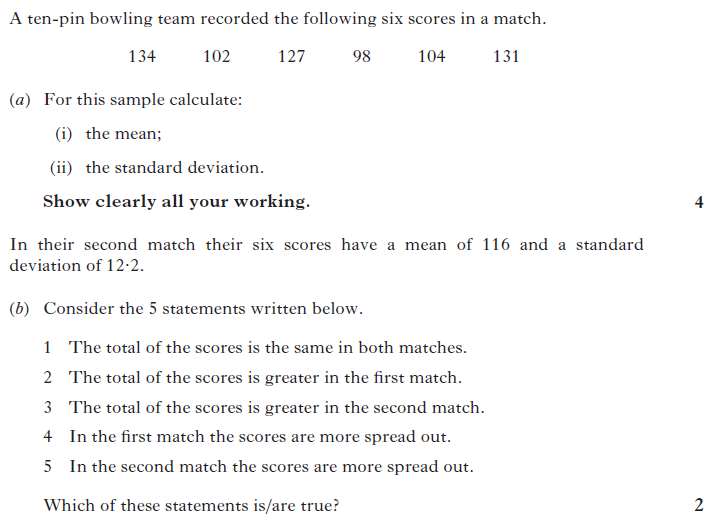 A ten-pin bowling team recorded the following six scores in a match.
134 102 127 98 104 131
(a) For this sample calculate:
(i) the mean;
(ii) the standard deviation.
Show clearly all your working. 4
In their second match their six scores have a mean of 116 and a standard
deviation of 12·2.
(b) Consider the 5 statements written below.
1 The total of the scores is the same in both matches.
2 The total of the scores is greater in the first match.
3 The total of the scores is greater in the second match.
4 In the first match the scores are more spread out.
5 In the second match the scores are more spread out.
Which of these statements is/are true? 2